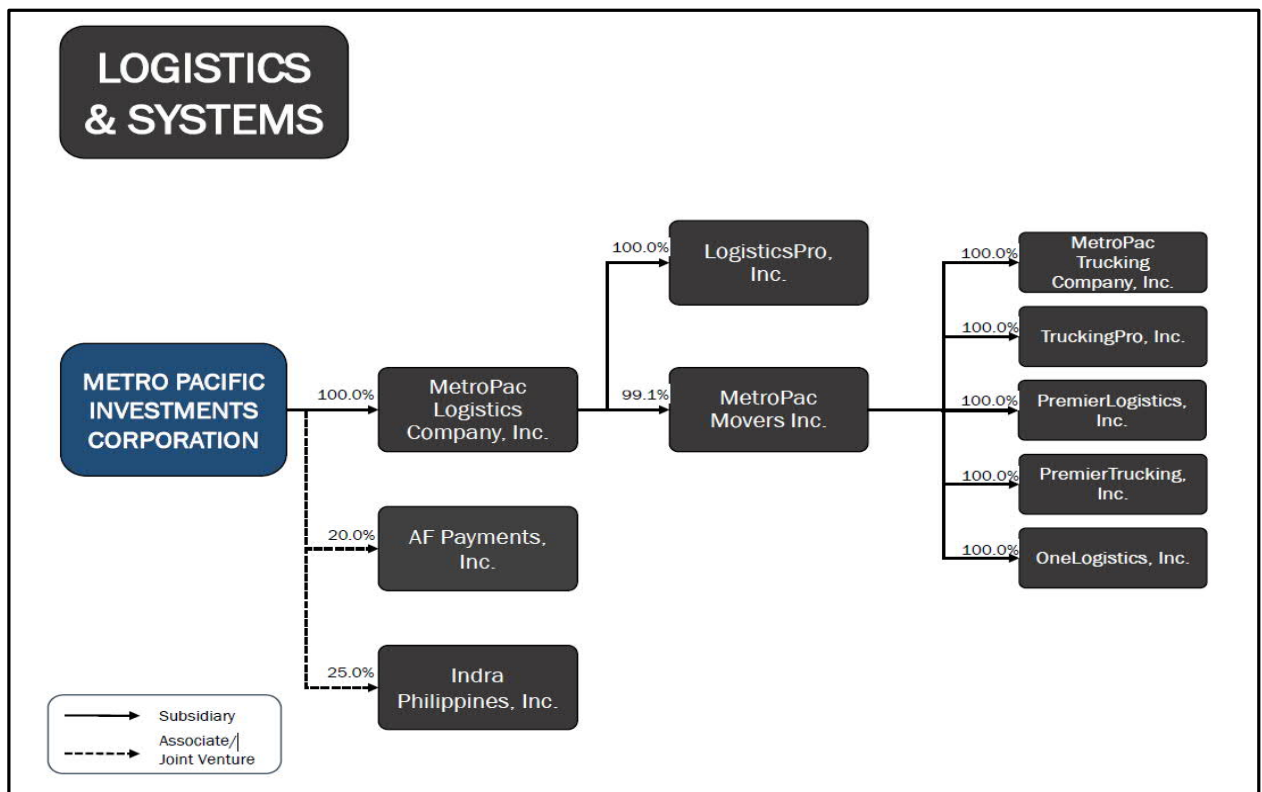 LOGISTICS
& SYSTEMS
METRO PACIFIC
INVESTMENTS
CORPORATION
100.0%
MetroPac
Logistics
Company, Inc.
20.0%
AF Payments,
Inc.
25.0%
Indra
Philippines, Inc.
100.0%
LogisticsPro,
Inc.
99.1%
MetroPac
Movers Inc.
100.0%
MetroPac
Trucking
Company, Inc.
100.0%
TruckingPro, Inc.
100.0%
PremierLogistics,
Inc.
100.0%
PremierTrucking,
Inc.
100.0%
OneLogistics, Inc.
Subsidiary
Associate/
Joint Venture